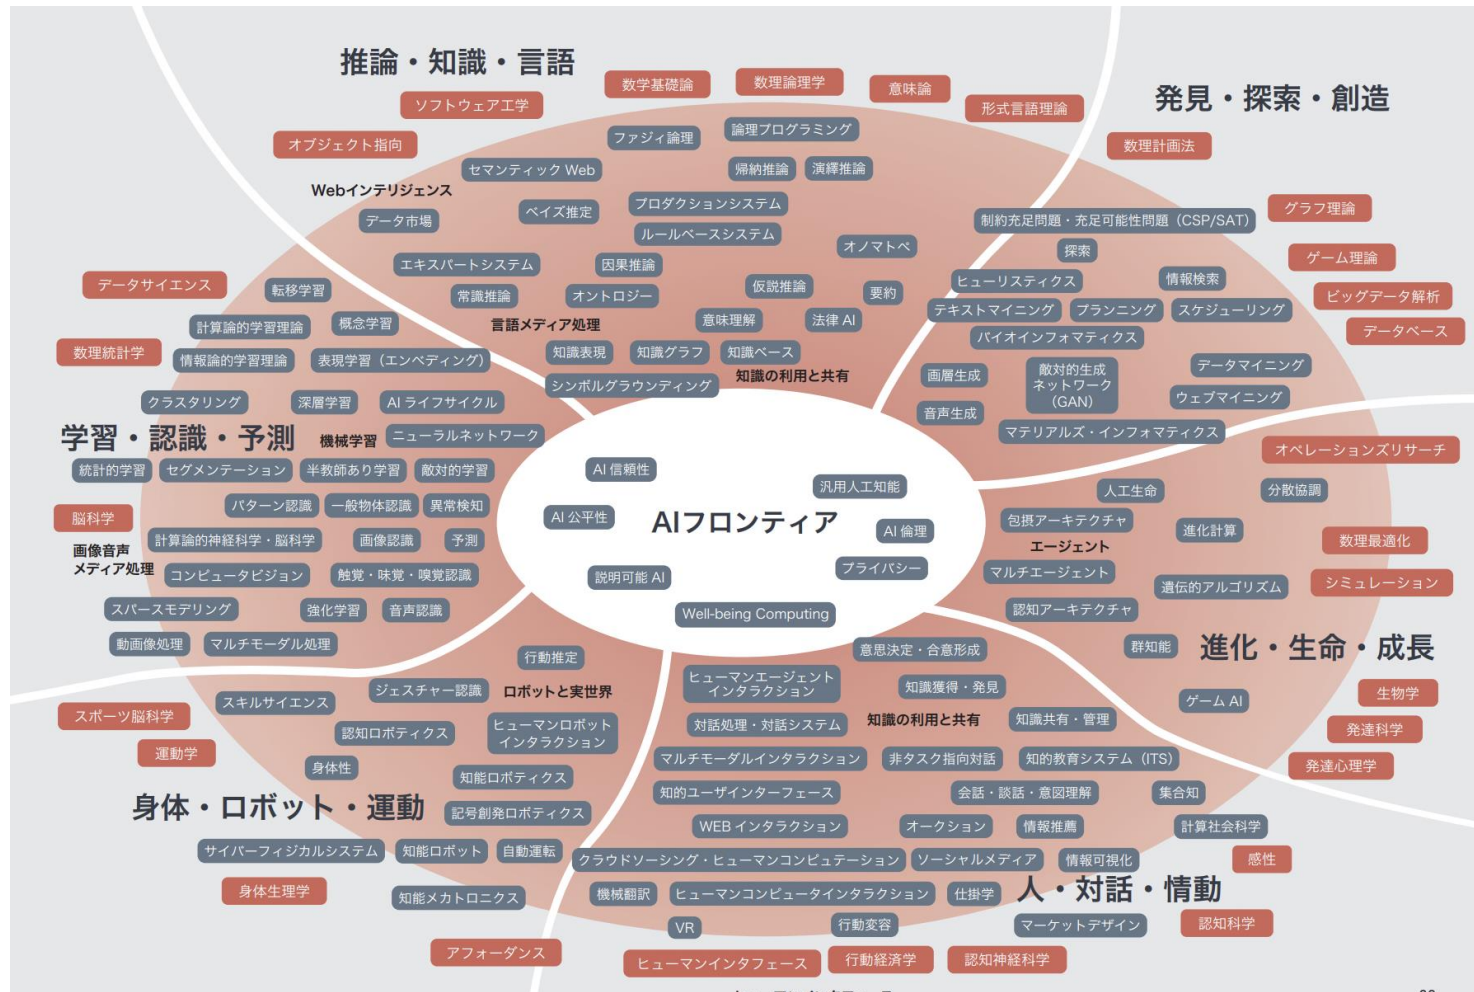 推論・知識・言語
数学基礎論
数理論理学
意味論
形式言語理論
ソフトウェア工学
オブジェクト指向
ファジィ論理
論理プログラミング
セマンティック Web
帰納推論
演繹推論
Webインテリジェンス
データ市場
ベイズ推定
プロダクションシステム
ルールベースシステム
オノマトペ
エキスパートシステム
因果推論
常識推論
オントロジー
仮説推論
要約
言語メディア処理
意味理解
法律 AI
知識表現
知識グラフ
知識ベース
知識の利用と共有
シンボルグラウンディング
発見・探索・創造
数理計画法
グラフ理論
ゲーム理論
ビッグデータ解析
データベース
制約充足問題・充足可能性問題（CSP/SAT）
探索
ヒューリスティクス
情報検索
テキストマイニング
プランニング
スケジューリング
バイオインフォマティクス
画層生成
敵対的生成
ネットワーク
（GAN）
データマイニング
音声生成
ウェブマイニング
マテリアルズ・インフォマティクス
データサイエンス
転移学習
計算論的学習理論
概念学習
数理統計学
情報論的学習理論
表現学習（エンベディング）
クラスタリング
深層学習
AI ライフサイクル
学習・認識・予測
機械学習
ニューラルネットワーク
統計的学習
セグメンテーション
半教師あり学習
敵対的学習
パターン認識
一般物体認識
異常検知
脳科学
計算論的神経科学・脳科学
画像認識
予測
画像音声
メディア処理
コンピュータビジョン
触覚・味覚・嗅覚認識
スパースモデリング
強化学習
音声認識
動画像処理
マルチモーダル処理
AI 信頼性
汎用人工知能
AI 公平性
AIフロンティア
AI 倫理
説明可能 AI
プライバシー
Well-being Computing
オペレーションズリサーチ
人工生命
分散協調
包摂アーキテクチャ
進化計算
エージェント
数理最適化
マルチエージェント
遺伝的アルゴリズム
シミュレーション
認知アーキテクチャ
群知能
進化・生命・成長
ゲーム AI
生物学
発達科学
発達心理学
行動推定
ジェスチャー認識
ロボットと実世界
スキルサイエンス
スポーツ脳科学
認知ロボティクス
ヒューマンロボット
インタラクション
運動学
身体性
知能ロボティクス
身体・ロボット・運動
記号創発ロボティクス
サイバーフィジカルシステム
知能ロボット
自動運転
身体生理学
知能メカトロニクス
アフォーダンス
意思決定・合意形成
ヒューマンエージェント
インタラクション
知識獲得・発見
対話処理・対話システム
知識の利用と共有
知識共有・管理
マルチモーダルインタラクション
非タスク指向対話
知的教育システム（ITS）
知的ユーザインターフェース
会話・談話・意図理解
集合知
WEB インタラクション
オークション
情報推薦
計算社会科学
クラウドソーシング・ヒューマンコンピュテーション
ソーシャルメディア
情報可視化
感性
機械翻訳
ヒューマンコンピュータインタラクション
仕掛学
人・対話・情動
VR
行動変容
マーケットデザイン
認知科学
ヒューマンインタフェース
行動経済学
認知神経科学